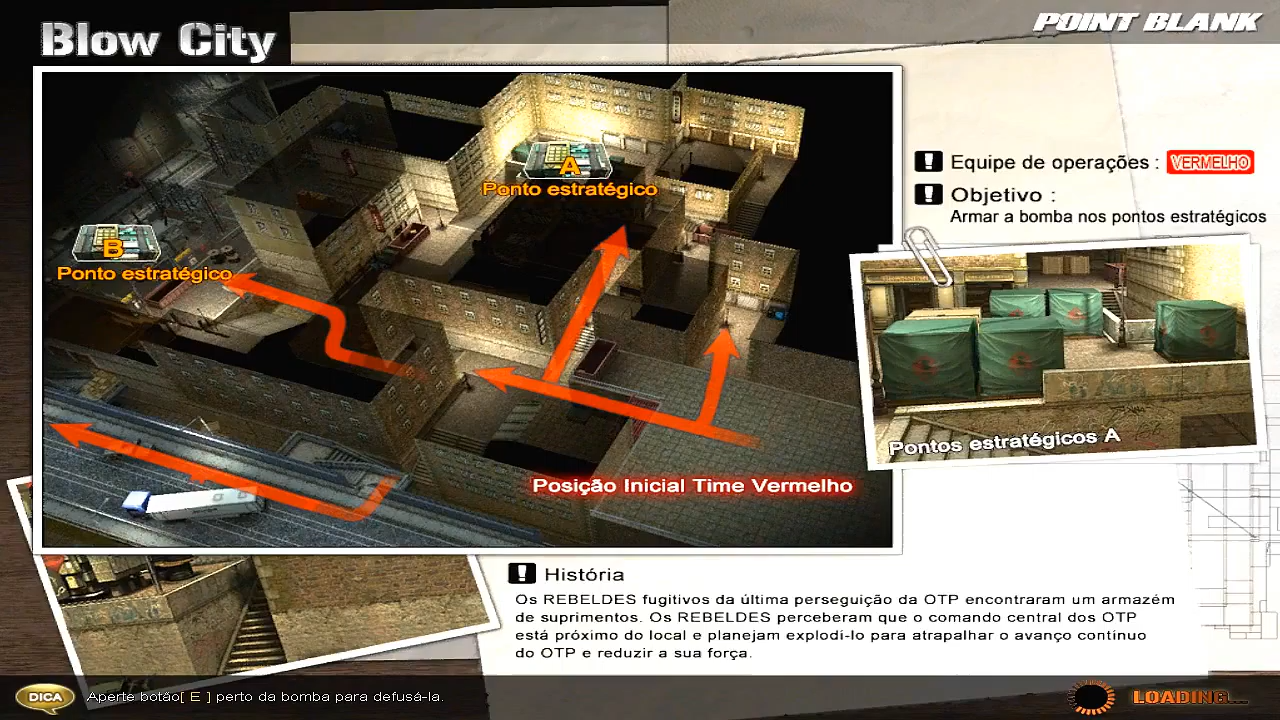 Blow City
POINT BLANK
A
Ponto estratégico
B
Ponto estratégico
Posição Inicial Time Vermelho
Equipe de operações : VERMELHO
Objetivo :
Armar a bomba nos pontos estratégicos
Pontos estratégicos A
História
Os REBELDES fugitivos da última perseguição da OTP encontraram um armazém
de suprimentos. Os REBELDES perceberam que o comando central dos OTP
está próximo do local e planejam explodi-lo para atrapalhar o avanço contínuo
do OTP e reduzir a sua força.
DICA Aperte botão[ E ] perto da bomba para defusá-la.
LOADING...